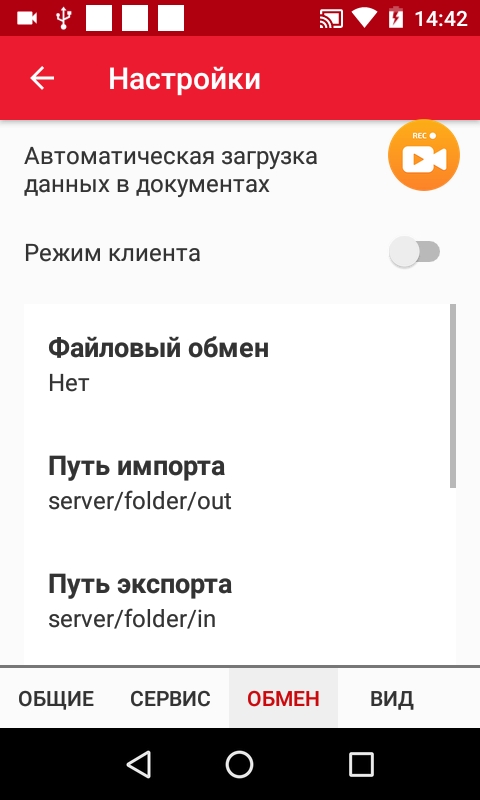 14:42
Настройки
REC
Автоматическая загрузка
данных в документах
Режим клиента
Файловый обмен
Нет
Путь импорта
server/folder/out
Путь экспорта
server/folder/in
ОБЩИЕ СЕРВИС ОБМЕН ВИД